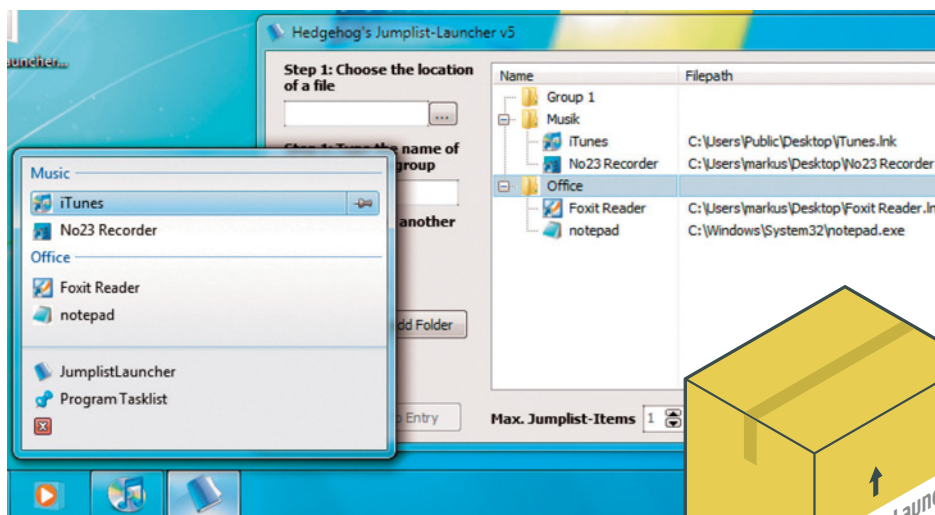 Hedgehog's Jumplist-Launcher v5
Step 1: Choose the location
of a file
...
name of
group
another
dd Folder
Entry
Max. Jumplist-Items 1
Name Filepath
Group 1
Musik
iTunes C:\Users\Public\Desktop\iTunes.lnk
No23 Recorder C:\Users\markus\Desktop\No23 Recorder
Office
Foxit Reader C:\Users\markus\Desktop\Foxit Reader.ln
notepad C:\Windows\System32\notepad.exe
Music
iTunes
No23 Recorder
Office
Foxit Reader
notepad
JumplistLauncher
Program Tasklist